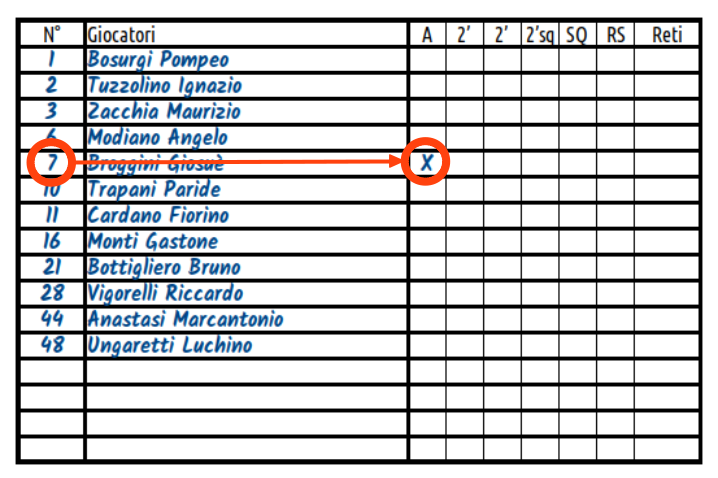 N° Giocatori A 2' 2' 2'sq SQ RS Reti
1 Bosurgi Pompeo
2 Tuzzolino Ignazio
3 Zacchia Maurizio
6 Modiano Angelo
7 Broggini Giosuè X
10 Trapani Paride
11 Cardano Fiorino
16 Monti Gastone
21 Bottigliero Bruno
28 Vigorelli Riccardo
44 Anastasi Marcantonio
48 Ungaretti Luchino